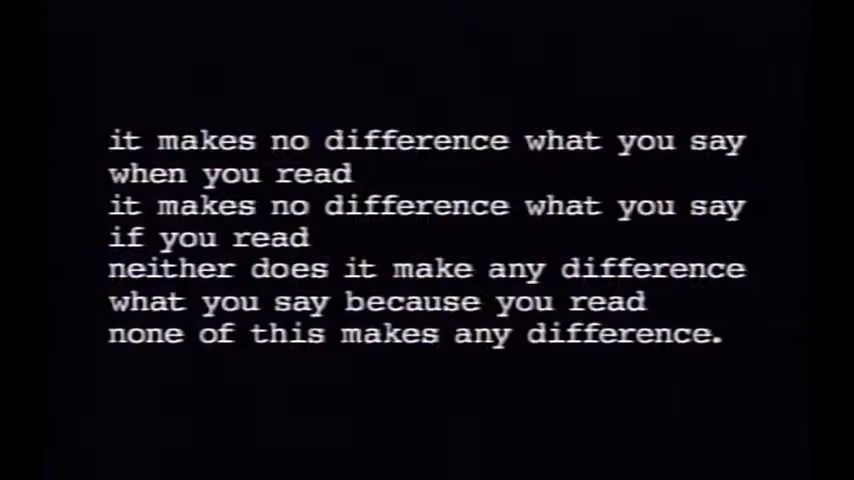 it makes no difference what you say
when you read
it makes no difference what you say
if you read
neither does it make any difference
what you say because you read
none of this makes any difference.